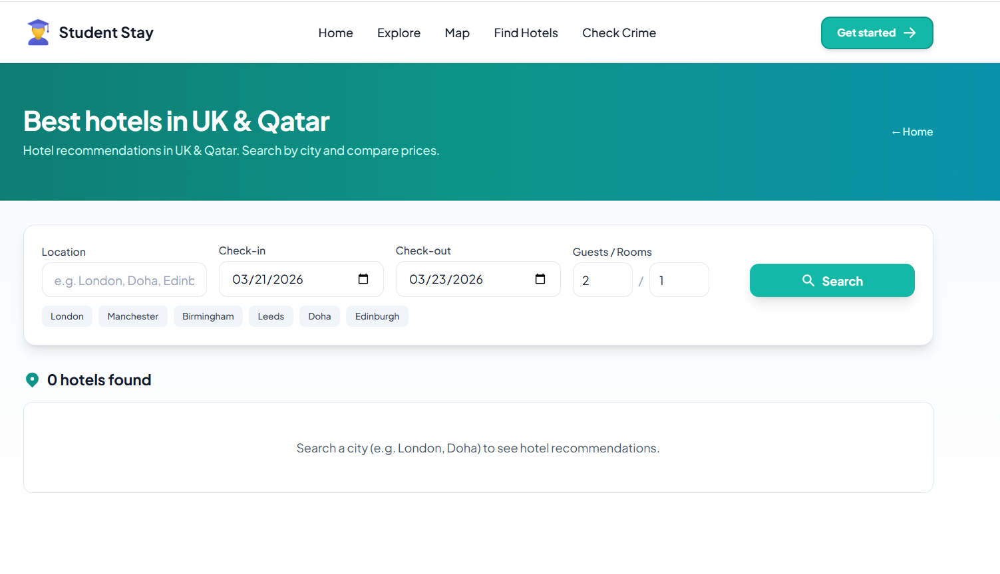 Student Stay
Home Explore Map Find Hotels Check Crime
Get started →
Best hotels in UK & Qatar
Hotel recommendations in UK & Qatar. Search by city and compare prices.
← Home
Location Check-in Check-out Guests / Rooms
e.g. London, Doha, Edinb 03/21/2026 03/23/2026 2 / 1 Search
London Manchester Birmingham Leeds Doha Edinburgh
0 hotels found
Search a city (e.g. London, Doha) to see hotel recommendations.